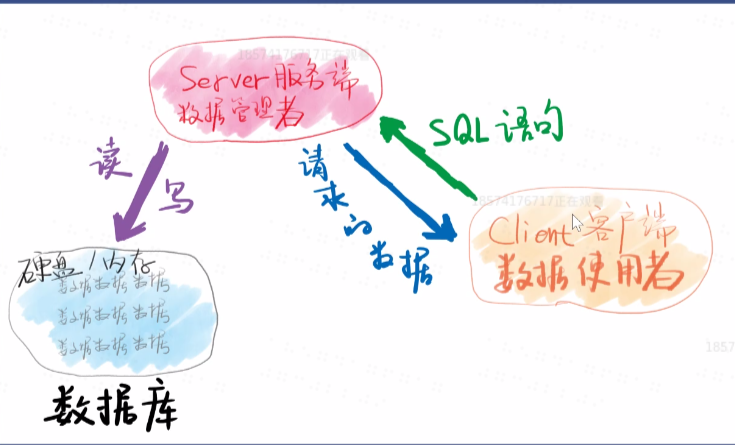 18574176717正在观看
Server服务端
数据管理者
SQL语句
读
写
请求的数据
18574176717正在观看
Client客户端
数据使用者
硬盘/内存
数据数据数据
数据数据数据
数据数据数据
1857
数据库